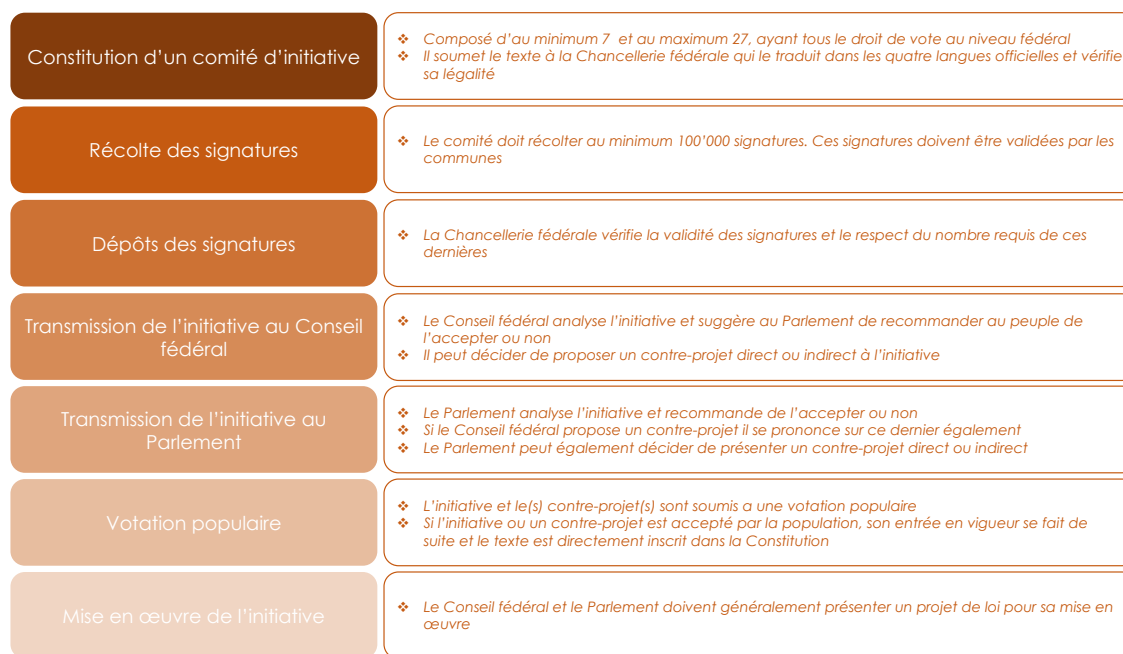 Constitution d'un comité d'initiative
❖ Composé d'au minimum 7 et au maximum 27, ayant tous le droit de vote au niveau fédéral
❖ Il soumet le texte à la Chancellerie fédérale qui le traduit dans les quatre langues officielles et vérifie
sa légalité
Récolte des signatures
❖ Le comité doit récolter au minimum 100'000 signatures. Ces signatures doivent être validées par les
communes
Dépôts des signatures
❖ La Chancellerie fédérale vérifie la validité des signatures et le respect du nombre requis de ces
dernières
Transmission de l'initiative au Conseil
fédéral
❖ Le Conseil fédéral analyse l'initiative et suggère au Parlement de recommander au peuple de
l'accepter ou non
❖ Il peut décider de proposer un contre-projet direct ou indirect à l'initiative
Transmission de l'initiative au
Parlement
❖ Le Parlement analyse l'initiative et recommande de l'accepter ou non
❖ Si le Conseil fédéral propose un contre-projet il se prononce sur ce dernier également
❖ Le Parlement peut également décider de présenter un contre-projet direct ou indirect
Votation populaire
❖ L'initiative et le(s) contre-projet(s) sont soumis a une votation populaire
❖ Si l'initiative ou un contre-projet est accepté par la population, son entrée en vigueur se fait de
suite et le texte est directement inscrit dans la Constitution
Mise en œuvre de l'initiative
❖ Le Conseil fédéral et le Parlement doivent généralement présenter un projet de loi pour sa mise en
œuvre